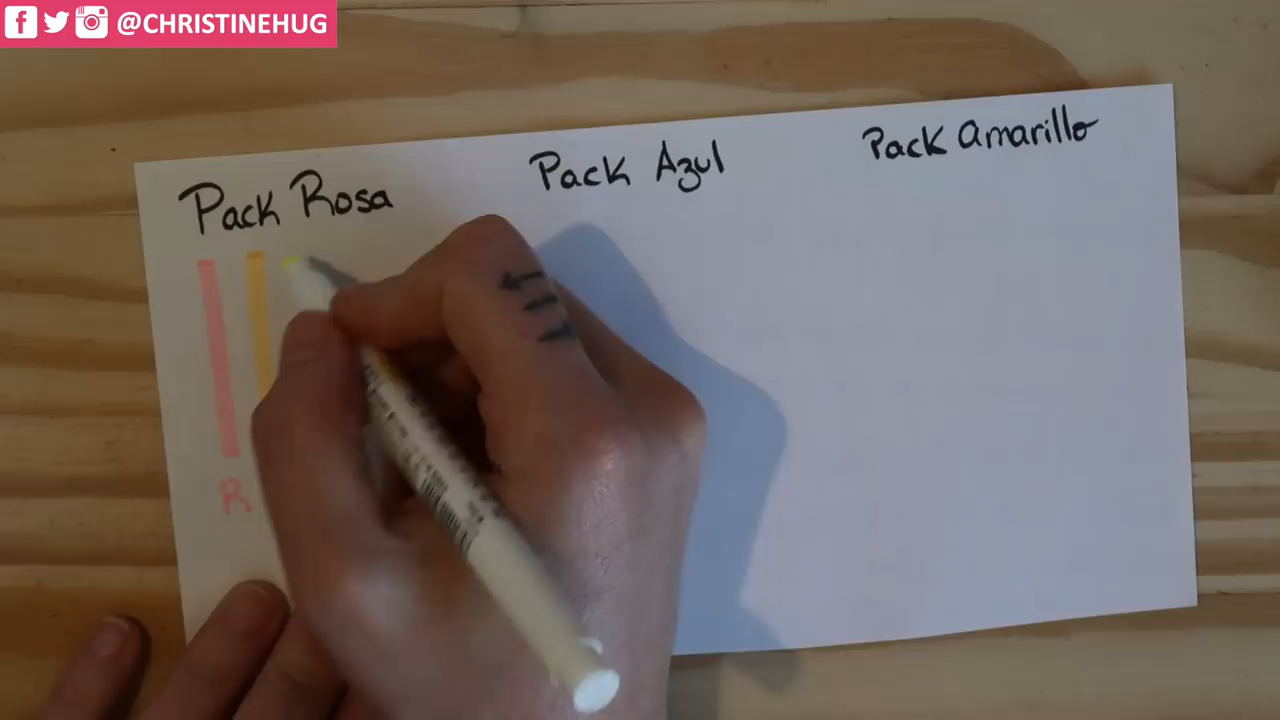 @CHRISTINEHUG
Pack Rosa
Pack Azul
Pack Amarillo
R